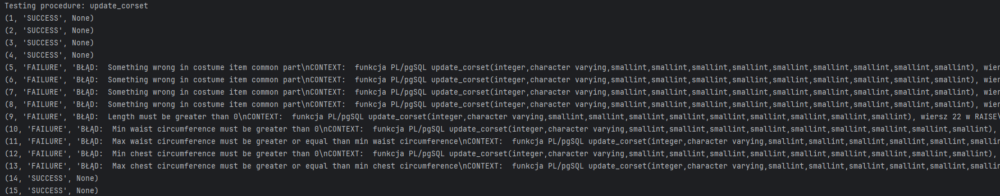 Testing procedure: update_corset
(1, 'SUCCESS', None)
(2, 'SUCCESS', None)
(3, 'SUCCESS', None)
(4, 'SUCCESS', None)
(5, 'FAILURE', 'BŁĄD:  Something wrong in costume item common part\nCONTEXT:  funkcja PL/pgSQL update_corset(integer,character varying,smallint,smallint,smallint,smallint,smallint,smallint,smallint,smallint,smallint), wier
(6, 'FAILURE', 'BŁĄD:  Something wrong in costume item common part\nCONTEXT:  funkcja PL/pgSQL update_corset(integer,character varying,smallint,smallint,smallint,smallint,smallint,smallint,smallint,smallint,smallint), wier
(7, 'FAILURE', 'BŁĄD:  Something wrong in costume item common part\nCONTEXT:  funkcja PL/pgSQL update_corset(integer,character varying,smallint,smallint,smallint,smallint,smallint,smallint,smallint,smallint,smallint), wier
(8, 'FAILURE', 'BŁĄD:  Something wrong in costume item common part\nCONTEXT:  funkcja PL/pgSQL update_corset(integer,character varying,smallint,smallint,smallint,smallint,smallint,smallint,smallint,smallint,smallint), wier
(9, 'FAILURE', 'BŁĄD:  Length must be greater than 0\nCONTEXT:  funkcja PL/pgSQL update_corset(integer,character varying,smallint,smallint,smallint,smallint,smallint,smallint,smallint,smallint,smallint), wiersz 22 w RAISE\
(10, 'FAILURE', 'BŁĄD:  Min waist circumference must be greater than 0\nCONTEXT:  funkcja PL/pgSQL update_corset(integer,character varying,smallint,smallint,smallint,smallint,smallint,smallint,smallint,smallint,smallint),
(11, 'FAILURE', 'BŁĄD:  Max waist circumference must be greater or equal than min waist circumference\nCONTEXT:  funkcja PL/pgSQL update_corset(integer,character varying,smallint,smallint,smallint,smallint,smallint,smallin
(12, 'FAILURE', 'BŁĄD:  Min chest circumference must be greater than 0\nCONTEXT:  funkcja PL/pgSQL update_corset(integer,character varying,smallint,smallint,smallint,smallint,smallint,smallint,smallint,smallint,smallint),
(13, 'FAILURE', 'BŁĄD:  Max chest circumference must be greater or equal than min chest circumference\nCONTEXT:  funkcja PL/pgSQL update_corset(integer,character varying,smallint,smallint,smallint,smallint,smallint,smallin
(14, 'SUCCESS', None)
(15, 'SUCCESS', None)